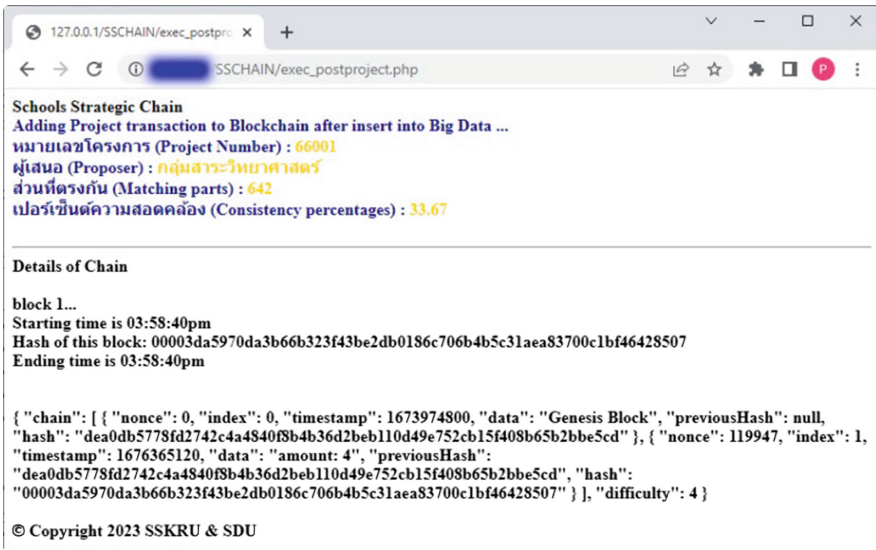 127.0.0.1/SSCHAIN/exec_postpro
/SSCHAIN/exec_postproject.php
P
Schools Strategic Chain
Adding Project transaction to Blockchain after insert into Big Data ...
หมายเลขโครงการ (Project Number) : 66001
ผู้เสนอ (Proposer) : กลุ่มสาระวิทยาศาสตร์
ส่วนที่ตรงกัน (Matching parts) : 642
เปอร์เซ็นต์ความสอดคล้อง (Consistency percentages) : 33.67
Details of Chain
block 1...
Starting time is 03:58:40pm
Hash of this block: 00003da5970da3b66b323f43be2db0186c706b4b5c31aea83700c1bf46428507
Ending time is 03:58:40pm
{ "chain": [ { "nonce": 0, "index": 0, "timestamp": 1673974800, "data": "Genesis Block", "previousHash": null,
"hash": "dea0db5778fd2742c4a4840f8b4b36d2beb110d49e752cb15f408b65b2bbe5cd" }, { "nonce": 119947, "index": 1,
"timestamp": 1676365120, "data": "amount: 4", "previousHash":
"dea0db5778fd2742c4a4840f8b4b36d2beb110d49e752cb15f408b65b2bbe5cd", "hash":
"00003da5970da3b66b323f43be2db0186c706b4b5c31aea83700c1bf46428507" } ], "difficulty": 4 }
© Copyright 2023 SSKRU & SDU